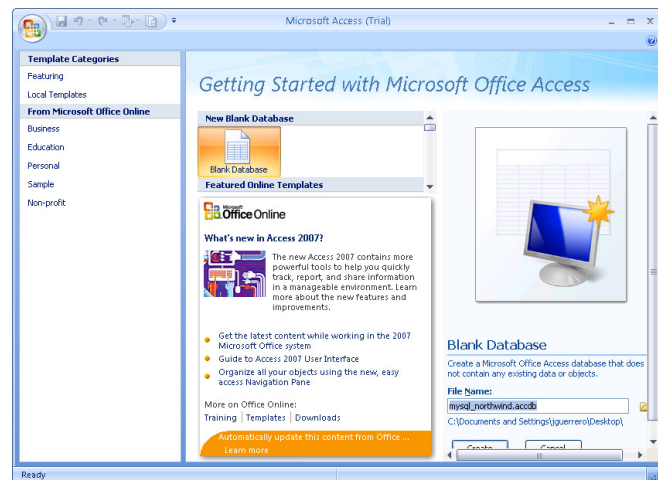 Microsoft Access (Trial)
Template Categories
Featuring
Local Templates
From Microsoft Office Online
Business
Education
Personal
Sample
Non-profit
Getting Started with Microsoft Office Access
New Blank Database
Blank Database
Featured Online Templates
Microsoft
Office Online
What's new in Access 2007?
The new Access 2007 contains more
powerful tools to help you quickly
track, report, and share information
in a manageable environment. Learn
more about the new features and
improvements.
Get the latest content while working in the 2007
Microsoft Office system
Guide to Access 2007 User Interface
Organize all your objects using the new, easy
access Navigation Pane
More on Office Online:
Training | Templates | Downloads
Automatically update this content from Office ...
Learn more
Blank Database
Create a Microsoft Office Access database that does
not contain any existing data or objects.
File Name:
mysql_northwind.accdb
C:\Documents and Settings\jguerrero\Desktop\
Create Cancel
Ready